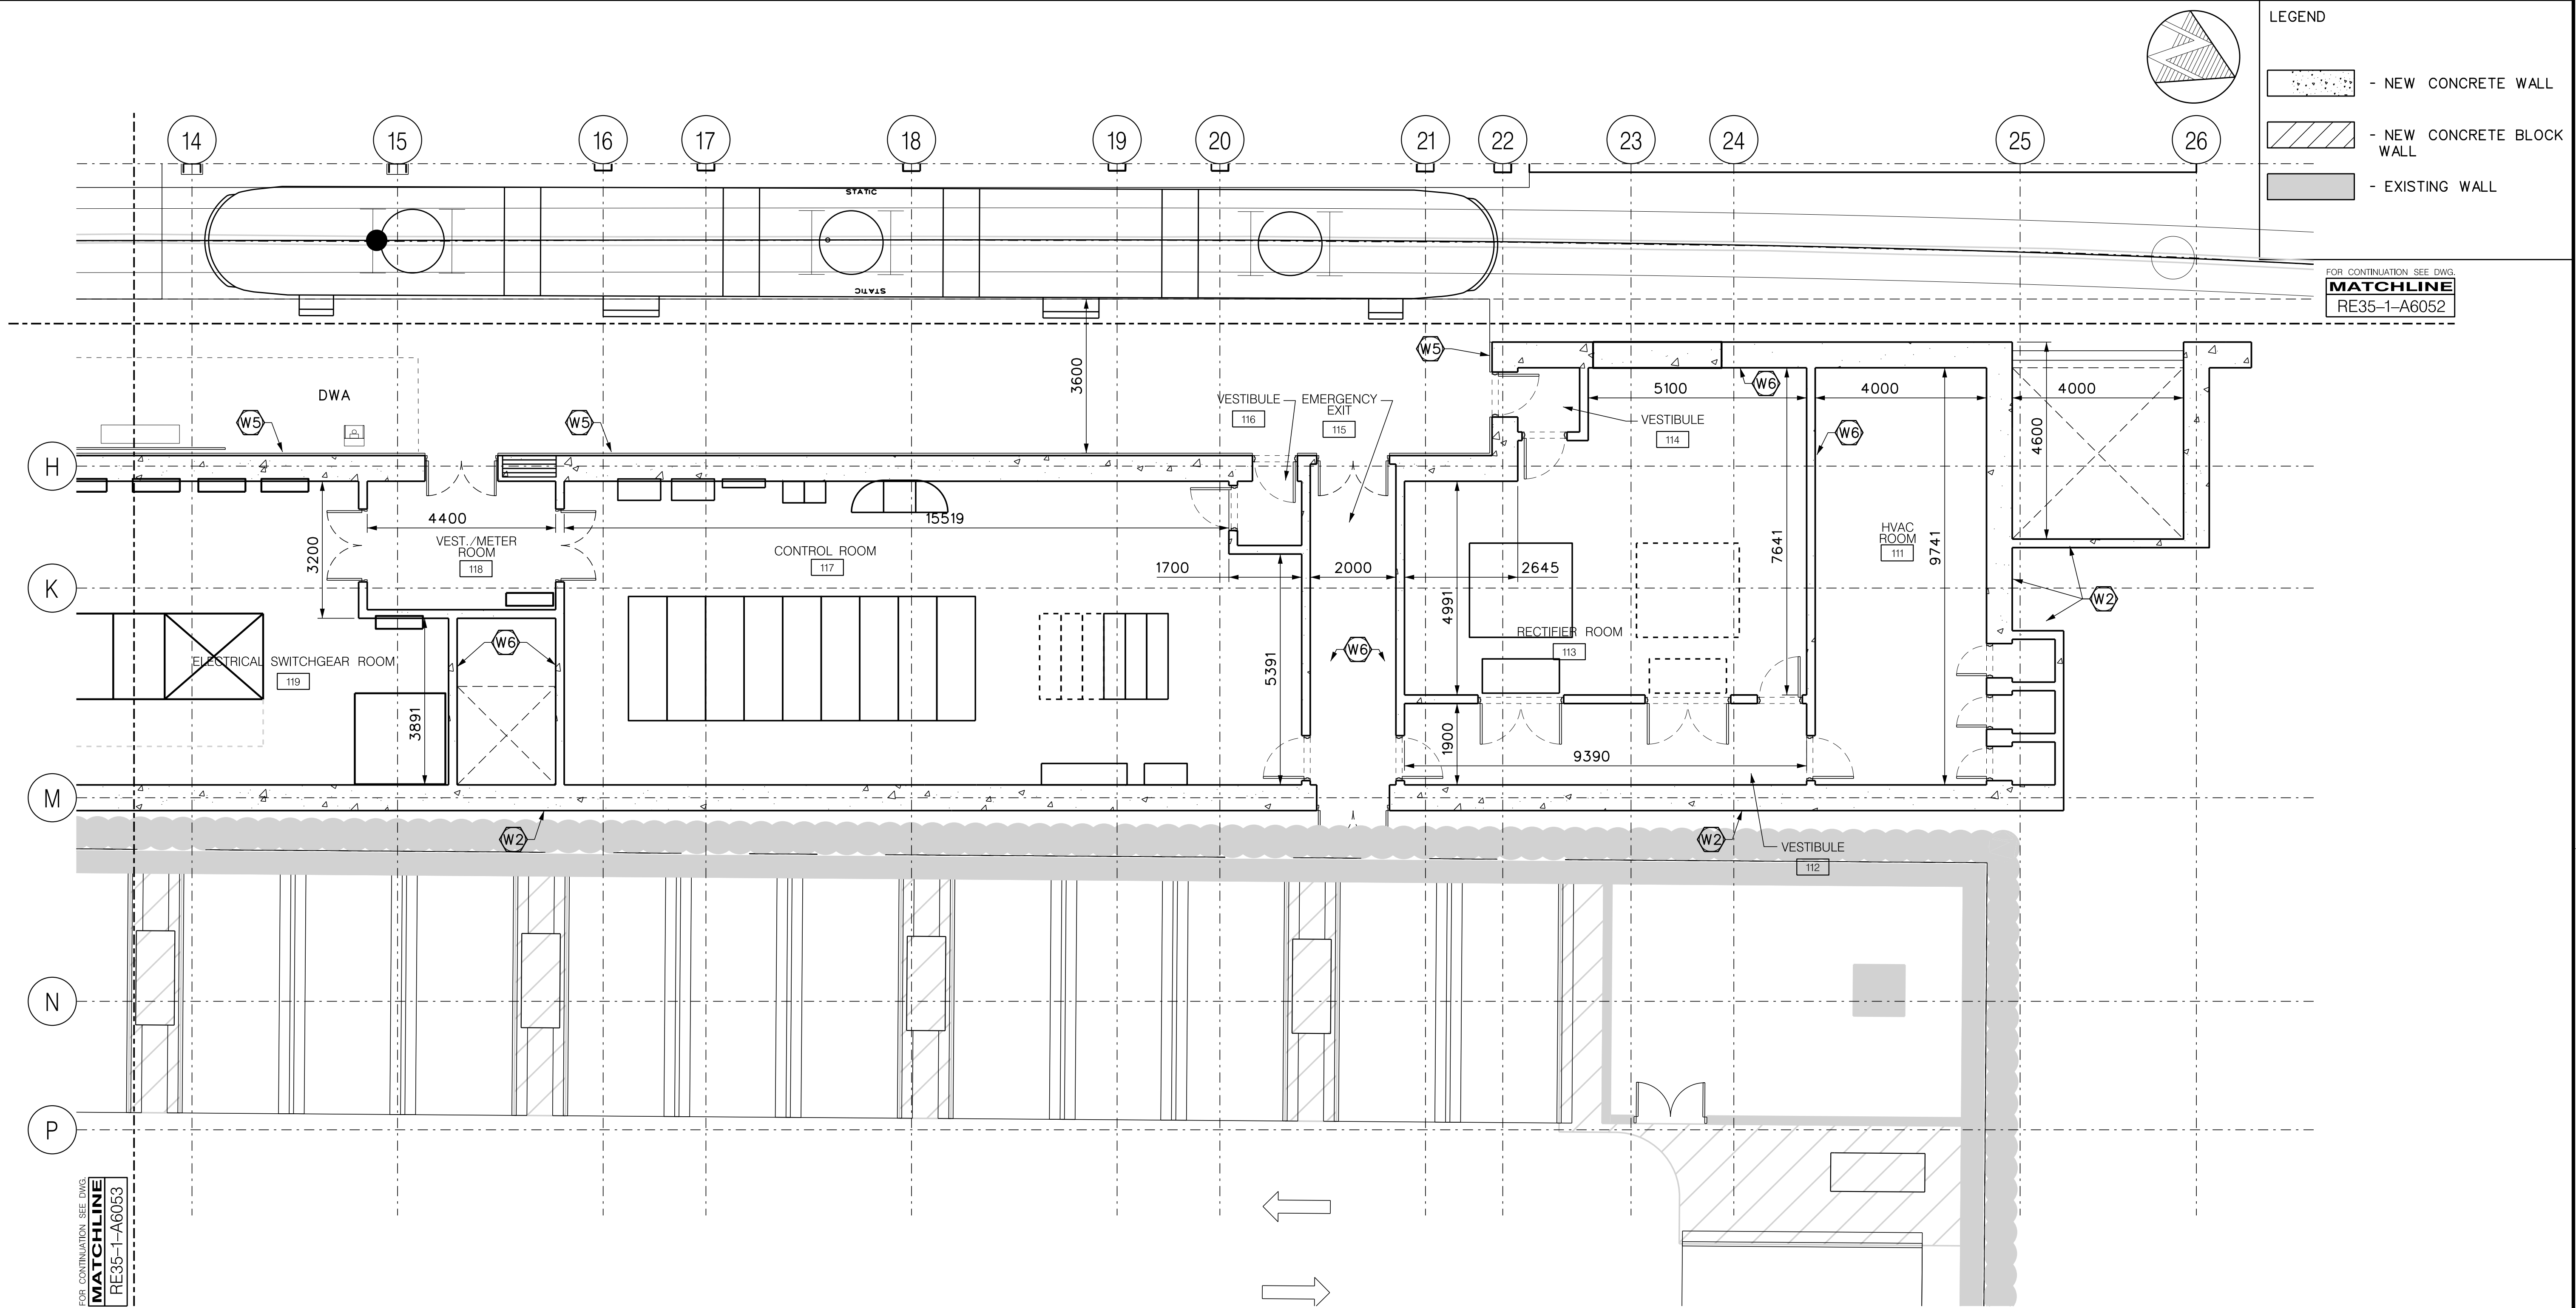 LEGEND
- NEW CONCRETE WALL
- NEW CONCRETE BLOCK
WALL
- EXISTING WALL
14 15 16 17 18 19 20 21 22 23 24 25 26
STATIC
STATIC
FOR CONTINUATION SEE DWG.
MATCHLINE
RE35-1-A6052
3600
W5
DWA
W5
W5
VESTIBULE
116
EMERGENCY
EXIT
115
5100
W6
4000
4000
VESTIBULE
114
W6
4600
H
4400
15519
3200
VEST./METER
ROOM
118
CONTROL ROOM
117
7641
HVAC
ROOM
111
9741
K
1700
2000
2645
4991
W2
W6
ELECTRICAL SWITCHGEAR ROOM
119
RECTIFIER ROOM
113
W6
5391
3891
1900
9390
M
W2
W2
VESTIBULE
112
N
P
FOR CONTINUATION SEE DWG.
MATCHLINE
RE35-1-A6053